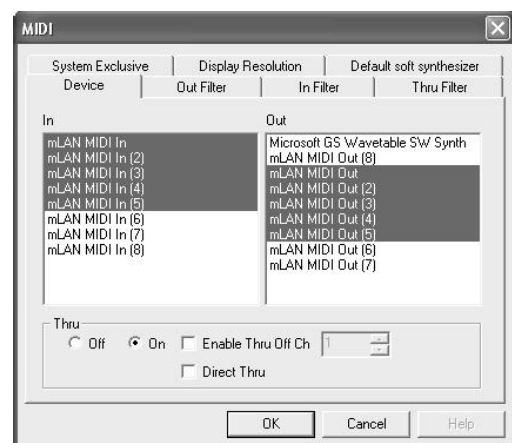 MIDI
System Exclusive
Display Resolution
Default soft synthesizer
Device
Out Filter
In Filter
Thru Filter
In
mLAN MIDI In
mLAN MIDI In (2)
mLAN MIDI In (3)
mLAN MIDI In (4)
mLAN MIDI In (5)
mLAN MIDI In (6)
mLAN MIDI In (7)
mLAN MIDI In (8)
Out
Microsoft GS Wavetable SW Synth
mLAN MIDI Out (8)
mLAN MIDI Out
mLAN MIDI Out (2)
mLAN MIDI Out (3)
mLAN MIDI Out (4)
mLAN MIDI Out (5)
mLAN MIDI Out (6)
mLAN MIDI Out (7)
Thru
Off
On
Enable Thru Off Ch
1
Direct Thru
OK
Cancel
Help